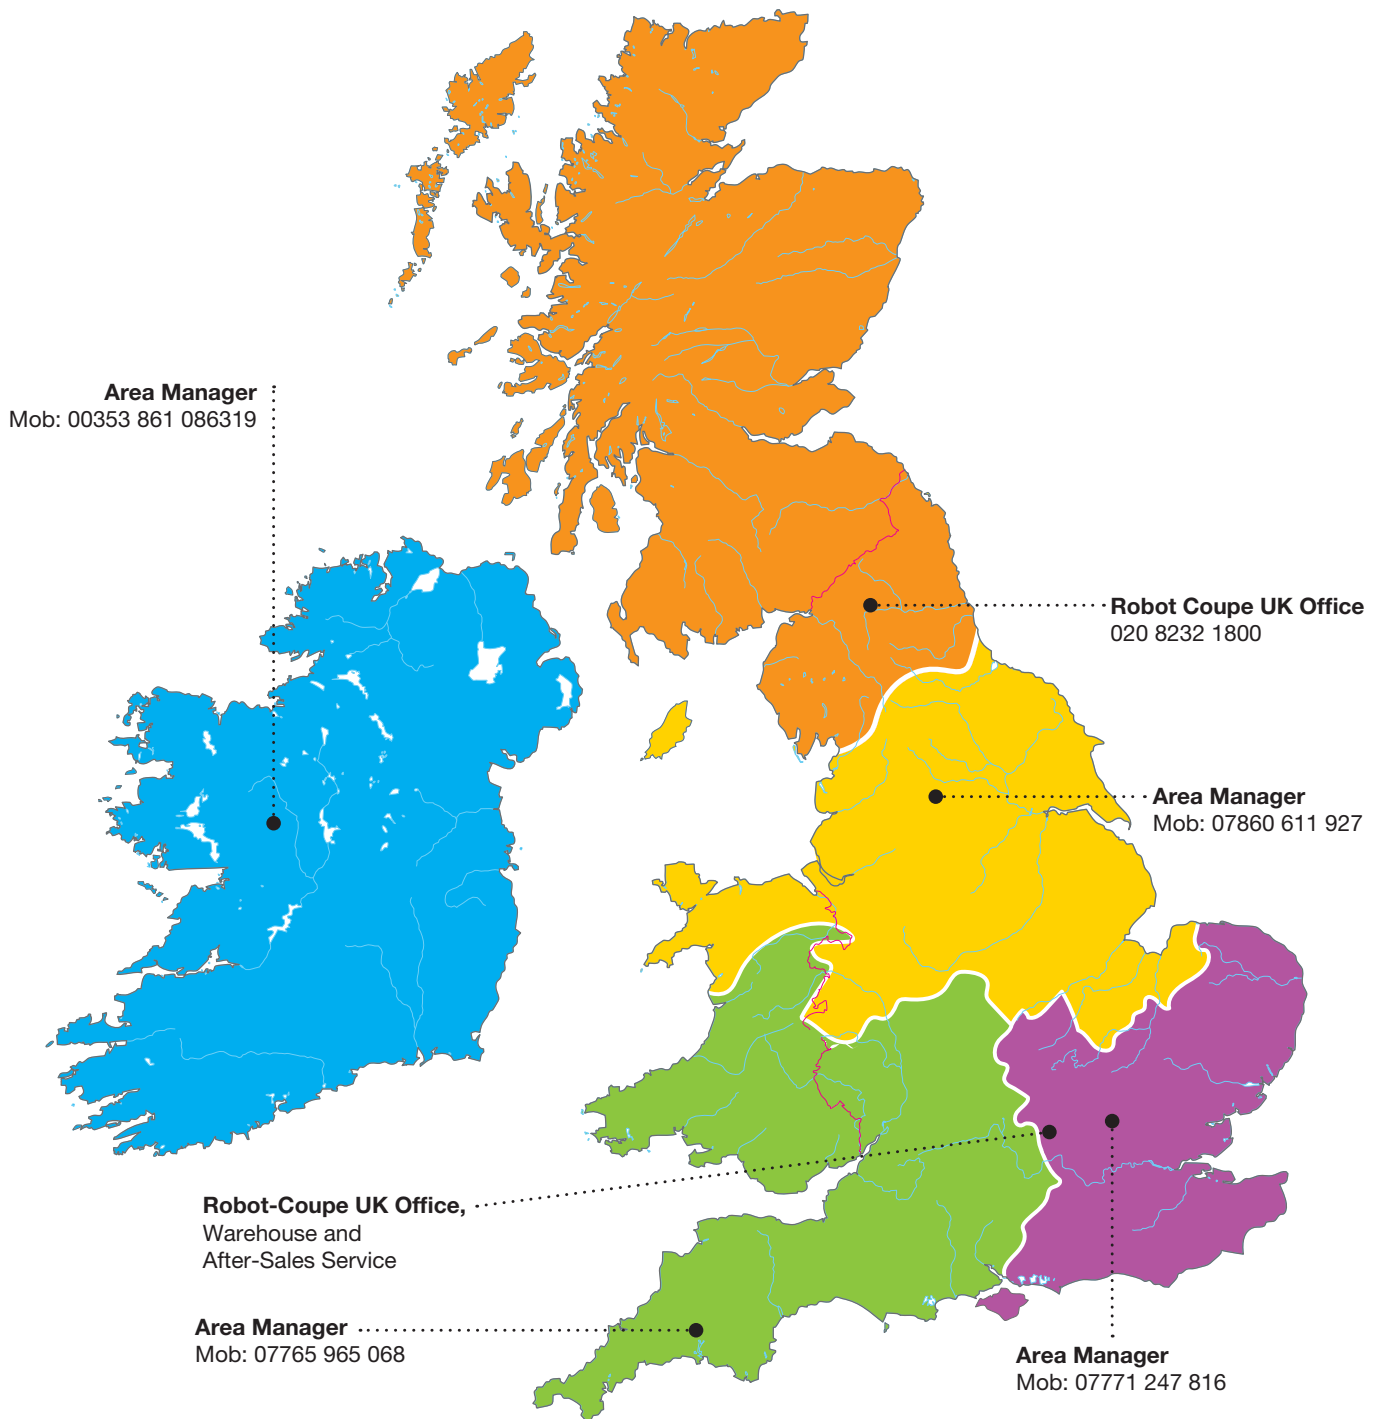 Area Manager
Mob: 00353 861 086319
Robot Coupe UK Office
020 8232 1800
Area Manager
Mob: 07860 611 927
Robot-Coupe UK Office,
Warehouse and
After-Sales Service
Area Manager
Mob: 07765 965 068
Area Manager
Mob: 07771 247 816